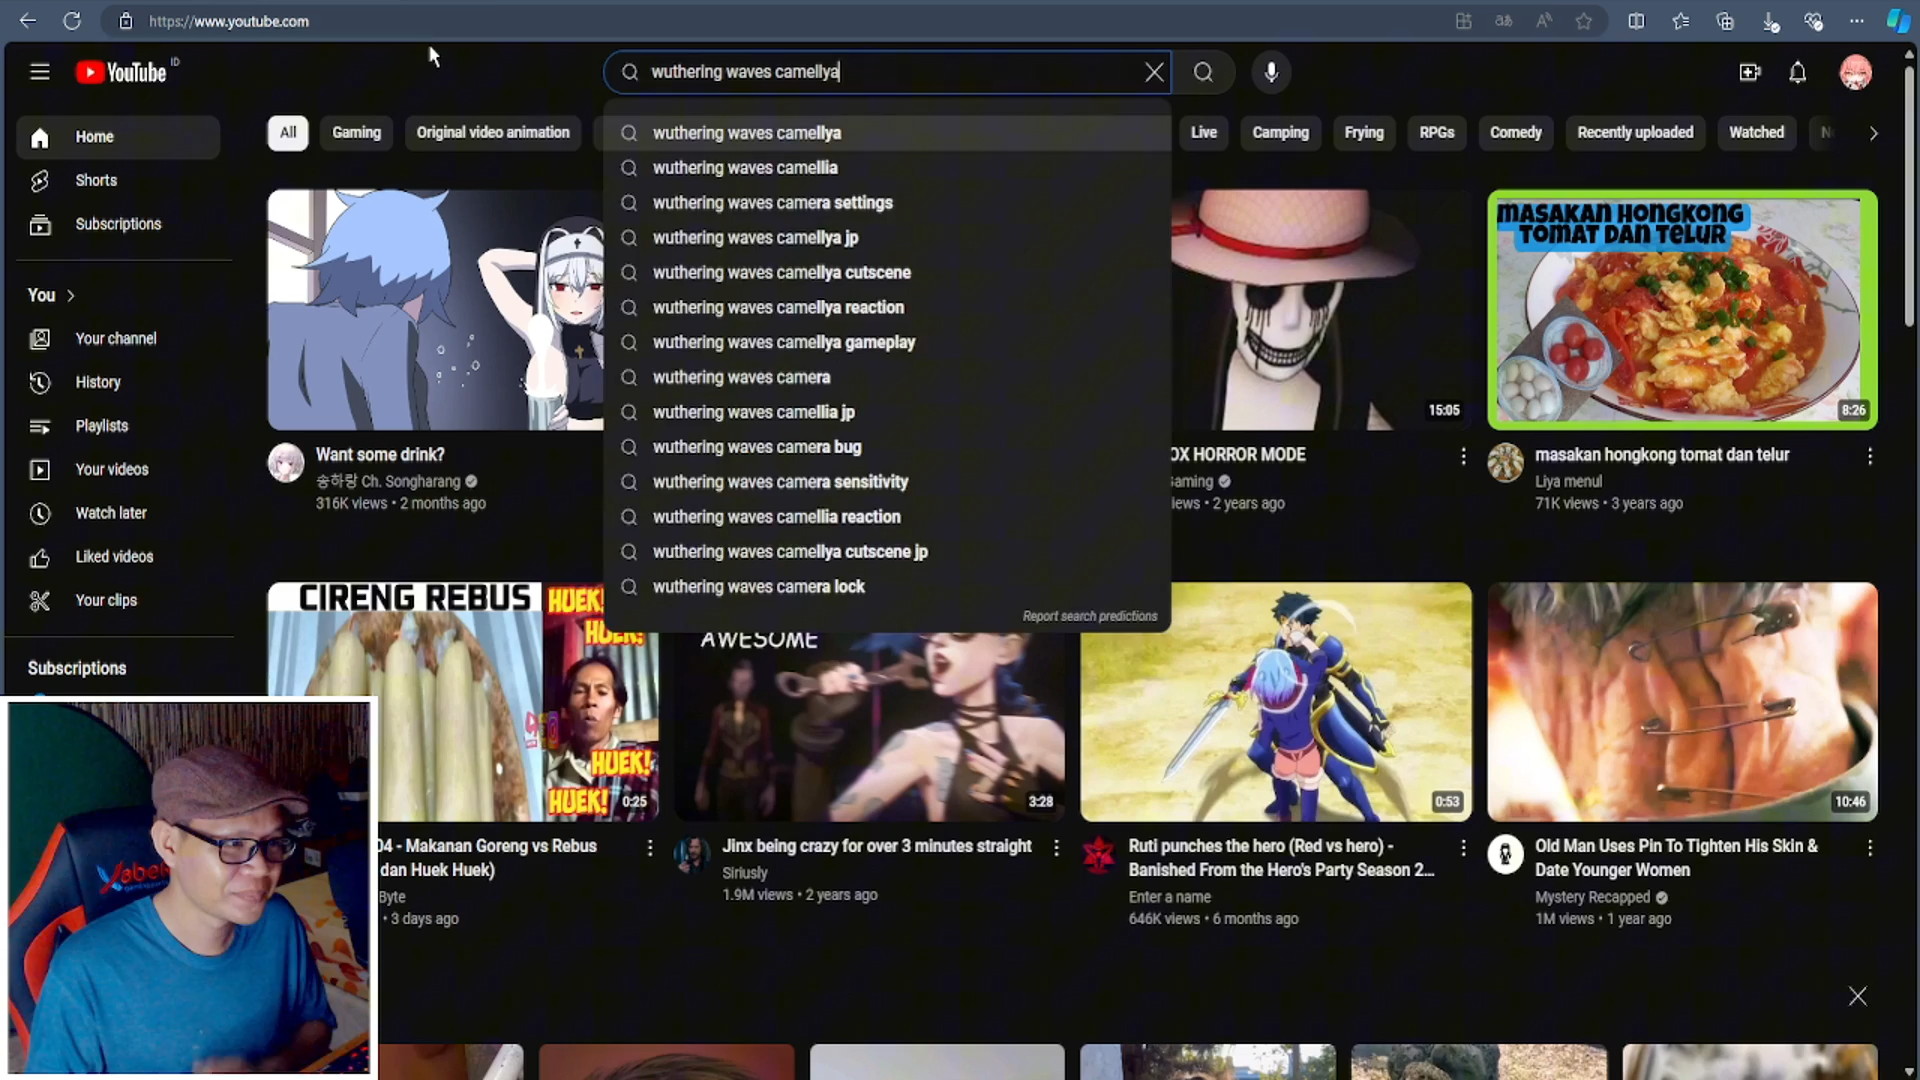 https://www.youtube.com
YouTube ID
wuthering waves camellya
Home
Shorts
Subscriptions
You
Your channel
History
Playlists
Your videos
Watch later
Liked videos
Your clips
Subscriptions
All
Gaming
Original video animation
Live
Camping
Frying
RPGs
Comedy
Recently uploaded
Watched
wuthering waves camellya
wuthering waves camellia
wuthering waves camera settings
wuthering waves camellya jp
wuthering waves camellya cutscene
wuthering waves camellya reaction
wuthering waves camellya gameplay
wuthering waves camera
wuthering waves camellia jp
wuthering waves camera bug
wuthering waves camera sensitivity
wuthering waves camellia reaction
wuthering waves camellya cutscene jp
wuthering waves camera lock
Report search predictions
Want some drink?
송하랑 Ch. Songharang
316K views • 2 months ago
15:05
OX HORROR MODE
aming
iews • 2 years ago
MASAKAN HONGKONG
TOMAT DAN TELUR
8:26
masakan hongkong tomat dan telur
Liya menul
71K views • 3 years ago
CIRENG REBUS
HUEK!
HUEK!
HUEK!
HUEK!
0:25
04 - Makanan Goreng vs Rebus
dan Huek Huek)
Byte
• 3 days ago
AWESOME
3:28
Jinx being crazy for over 3 minutes straight
Siriusly
1.9M views • 2 years ago
0:53
Ruti punches the hero (Red vs hero) -
Banished From the Hero's Party Season 2...
Enter a name
646K views • 6 months ago
10:46
Old Man Uses Pin To Tighten His Skin &
Date Younger Women
Mystery Recapped
1M views • 1 year ago